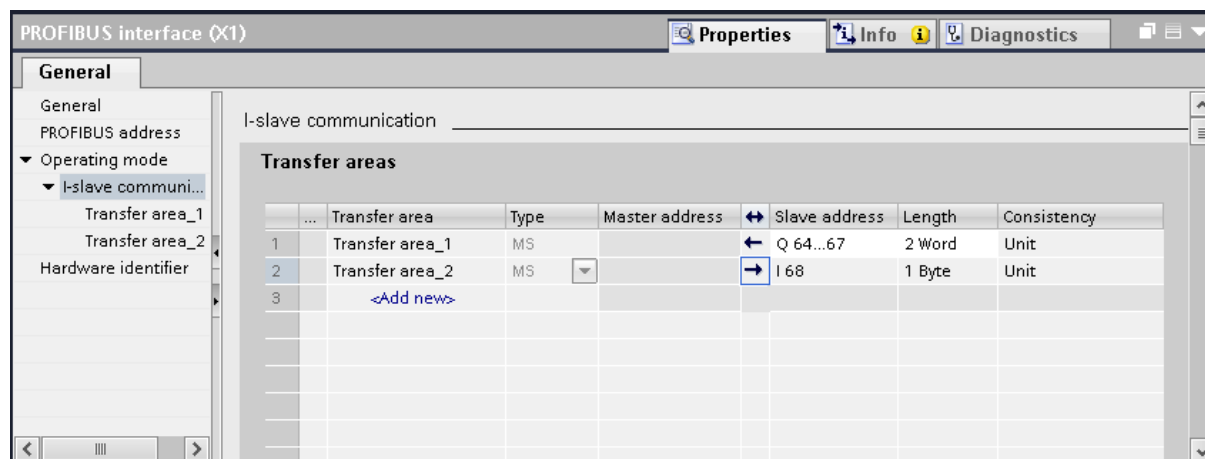 PROFIBUS interface (X1)
Properties
Info
Diagnostics
General
General
PROFIBUS address
Operating mode
I-slave communi...
Transfer area_1
Transfer area_2
Hardware identifier
I-slave communication
Transfer areas
... Transfer area Type Master address ↔ Slave address Length Consistency
1 Transfer area_1 MS ← Q 64...67 2 Word Unit
2 Transfer area_2 MS → I 68 1 Byte Unit
3 <Add new>